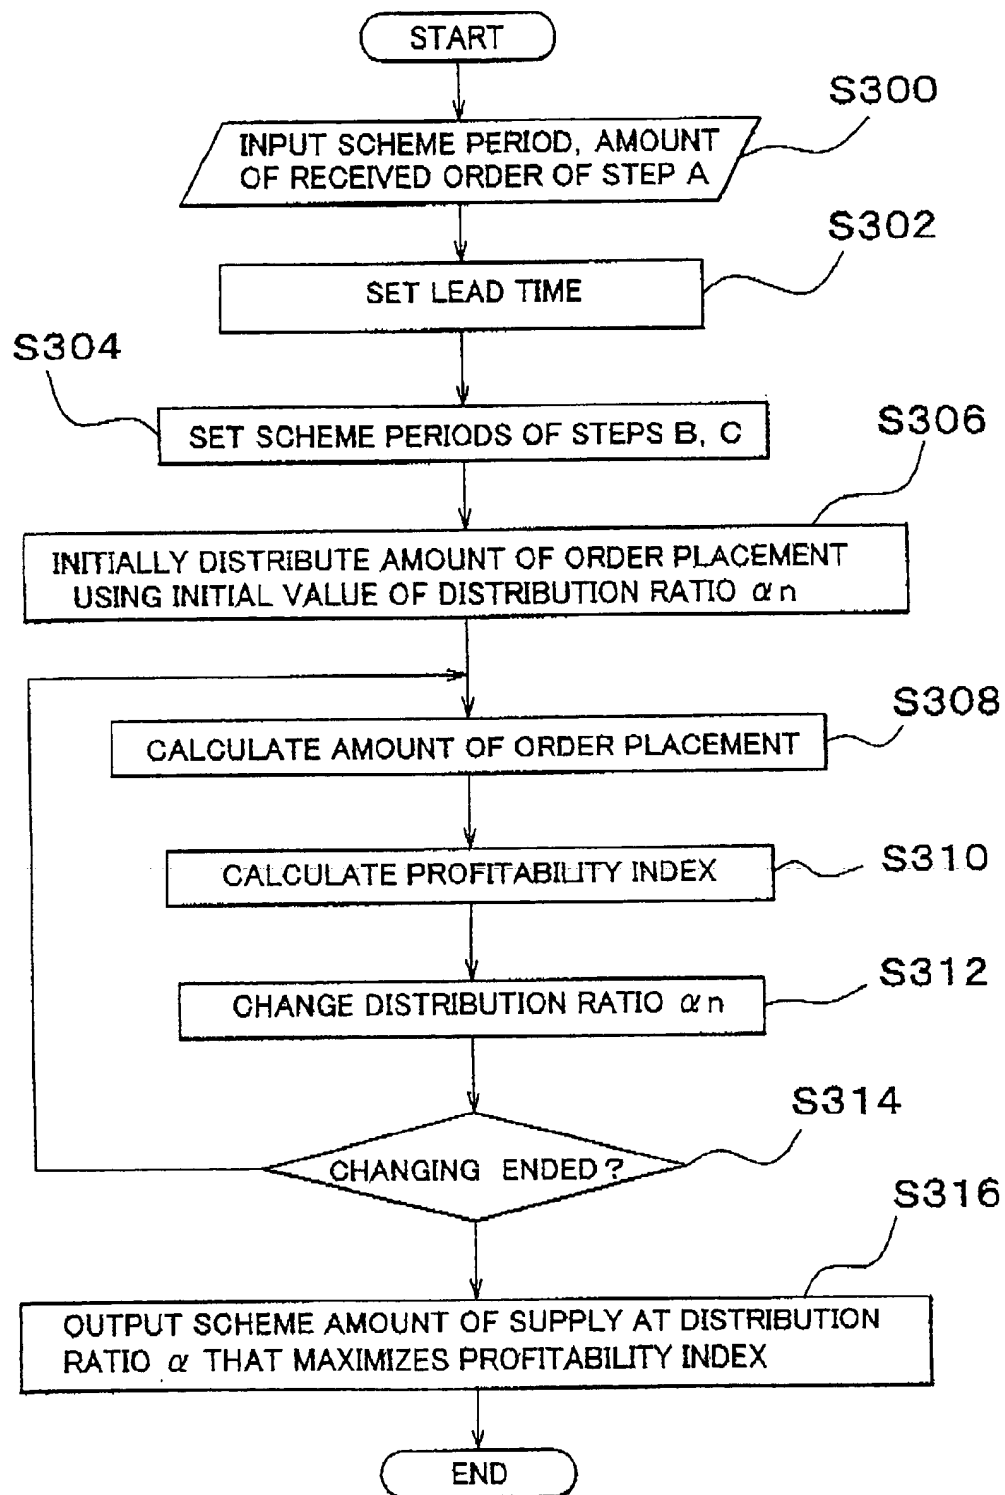 START
S300
INPUT SCHEME PERIOD, AMOUNT
OF RECEIVED ORDER OF STEP A
S302
SET LEAD TIME
S304
SET SCHEME PERIODS OF STEPS B, C
S306
INITIALLY DISTRIBUTE AMOUNT OF ORDER PLACEMENT
USING INITIAL VALUE OF DISTRIBUTION RATIO αn
S308
CALCULATE AMOUNT OF ORDER PLACEMENT
S310
CALCULATE PROFITABILITY INDEX
S312
CHANGE DISTRIBUTION RATIO αn
S314
CHANGING ENDED?
S316
OUTPUT SCHEME AMOUNT OF SUPPLY AT DISTRIBUTION
RATIO α THAT MAXIMIZES PROFITABILITY INDEX
END